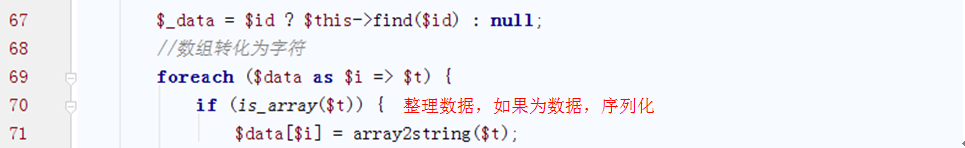 67 $_data = $id ? $this->find($id) : null;
68 //数组转化为字符
69 foreach ($data as $i => $t) {
70 if (is_array($t)) { 整理数据，如果为数据，序列化
71 $data[$i] = array2string($t);